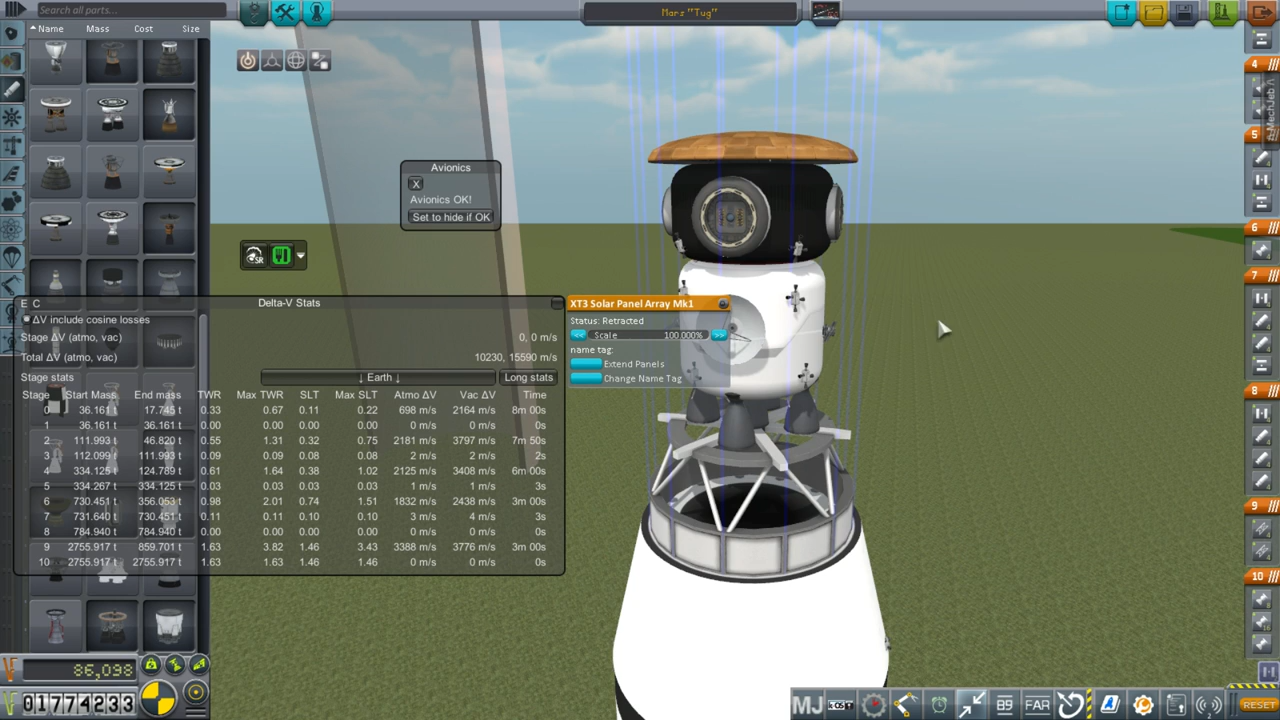 Search all parts...
Mars "Tug"
Name Mass Cost Size
4
MechJeb
5
Avionics
X
Avionics OK!
Set to hide if OK
6
SR
7
E C Delta-V Stats
XT3 Solar Panel Array Mk1
ΔV include cosine losses
Status: Retracted
Stage ΔV (atmo, vac) 0, 0 m/s
<< Scale 100.000% >>
name tag:
Total ΔV (atmo, vac) 10230, 15590 m/s
Extend Panels
Stage stats ↓ Earth ↓ Long stats
Change Name Tag
8
Stage Start Mass End mass TWR Max TWR SLT Max SLT Atmo ΔV Vac ΔV Time
0 36.161 t 17.745 t 0.33 0.67 0.11 0.22 698 m/s 2164 m/s 8m 00s
1 36.161 t 36.161 t 0.00 0.00 0.00 0.00 0 m/s 0 m/s 0s
2 111.993 t 46.820 t 0.55 1.31 0.32 0.75 2181 m/s 3797 m/s 7m 50s
3 112.099 t 111.993 t 0.09 0.09 0.08 0.08 2 m/s 2 m/s 2s
4 334.125 t 124.789 t 0.61 1.64 0.38 1.02 2125 m/s 3408 m/s 6m 00s
5 334.267 t 334.125 t 0.03 0.03 0.03 0.03 1 m/s 1 m/s 3s
6 730.451 t 356.053 t 0.98 2.01 0.74 1.51 1832 m/s 2438 m/s 3m 00s
9
7 731.640 t 730.451 t 0.11 0.11 0.10 0.10 3 m/s 4 m/s 3s
8 784.940 t 784.940 t 0.00 0.00 0.00 0.00 0 m/s 0 m/s 0s
9 2755.917 t 859.701 t 1.63 3.82 1.46 3.43 3388 m/s 3776 m/s 3m 00s
10 2755.917 t 2755.917 t 1.63 1.63 1.46 1.46 0 m/s 0 m/s 0s
10
86,098
01774233
MJ kOS B9 FAR A RESET